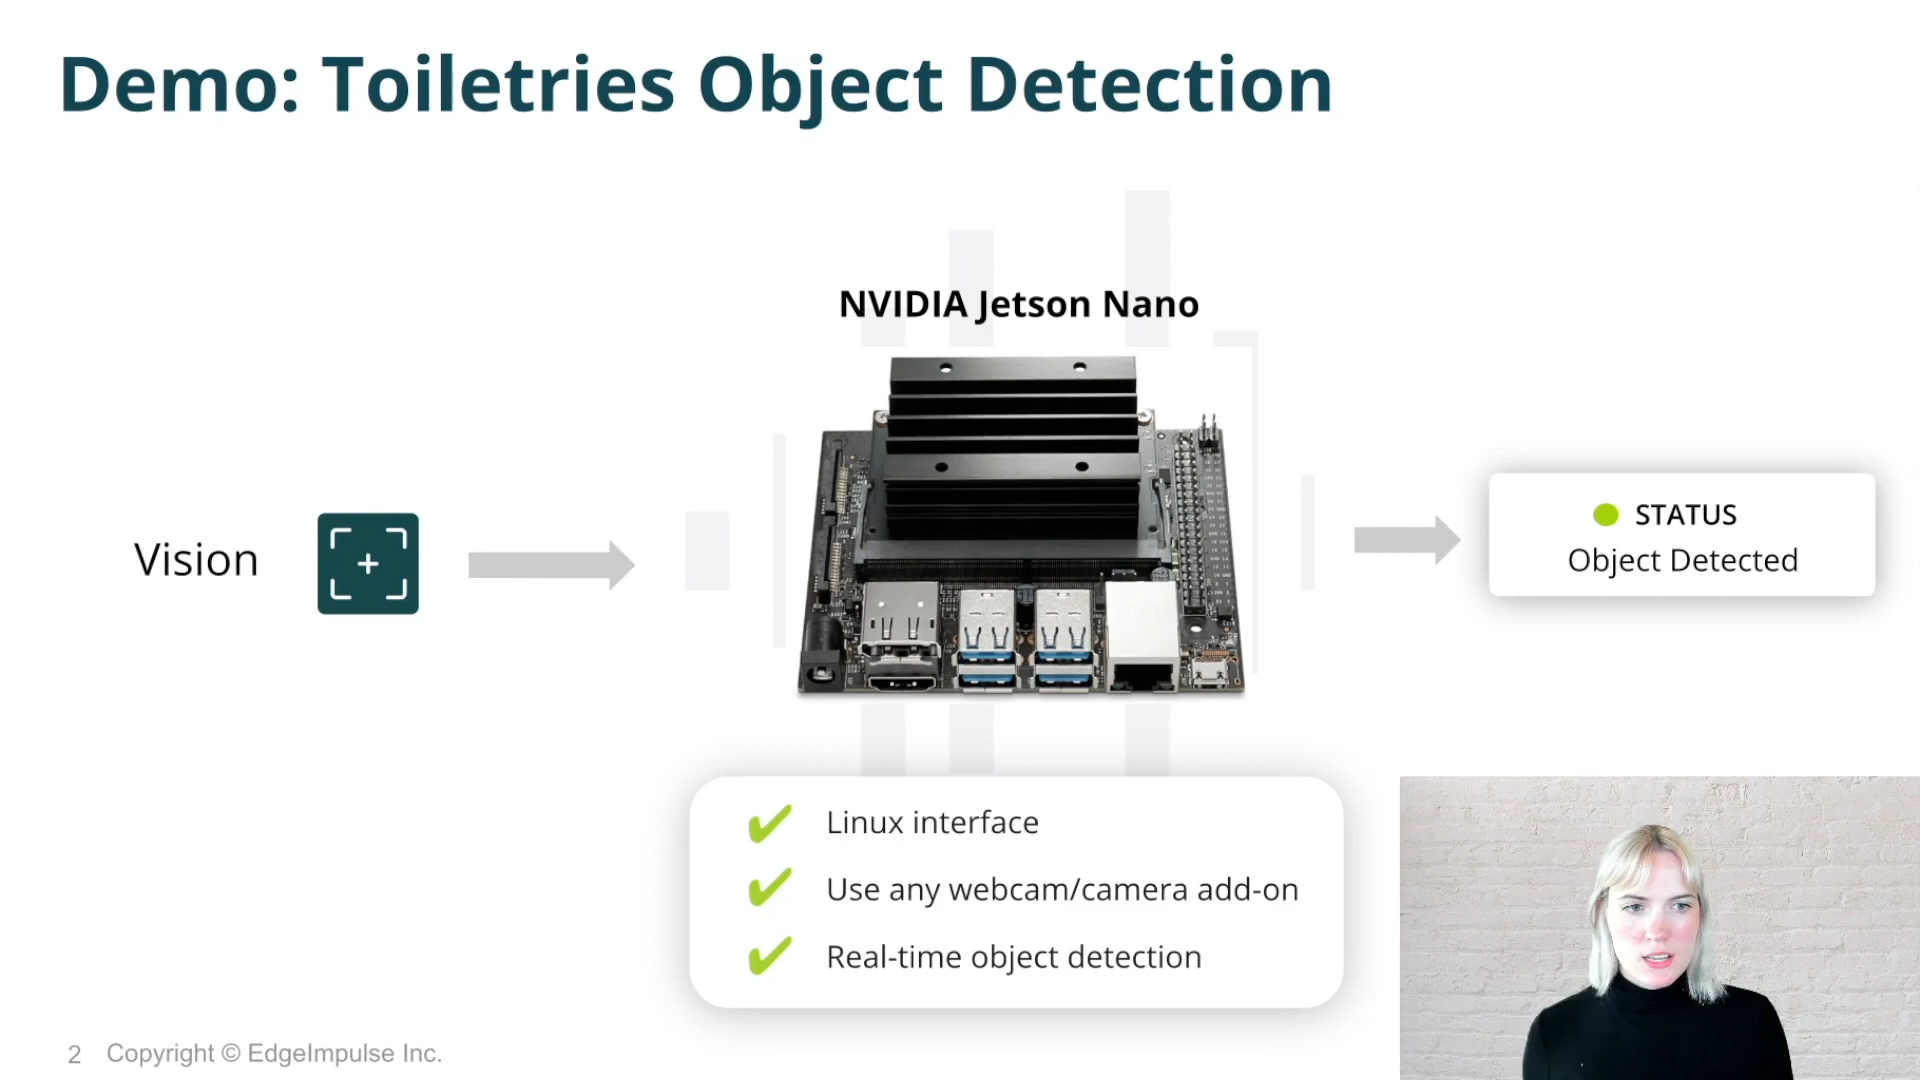 Demo: Toiletries Object Detection
NVIDIA Jetson Nano
Vision
STATUS
Object Detected
Linux interface
Use any webcam/camera add-on
Real-time object detection
2 Copyright © EdgeImpulse Inc.